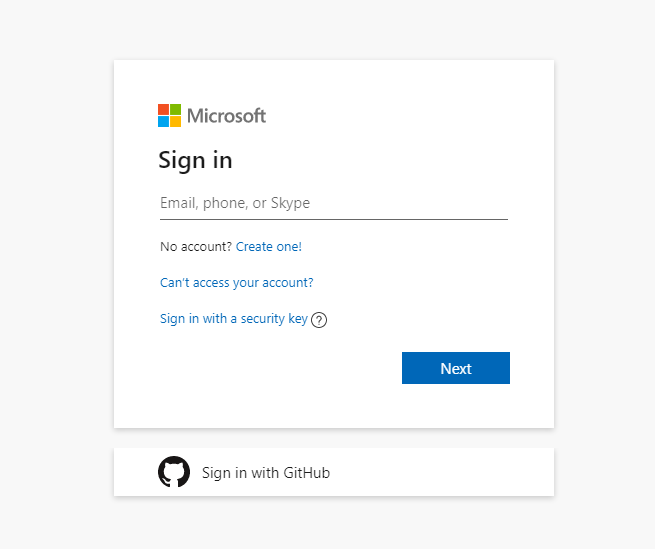 Microsoft
Sign in
Email, phone, or Skype
No account? Create one!
Can't access your account?
Sign in with a security key ?
Next
Sign in with GitHub